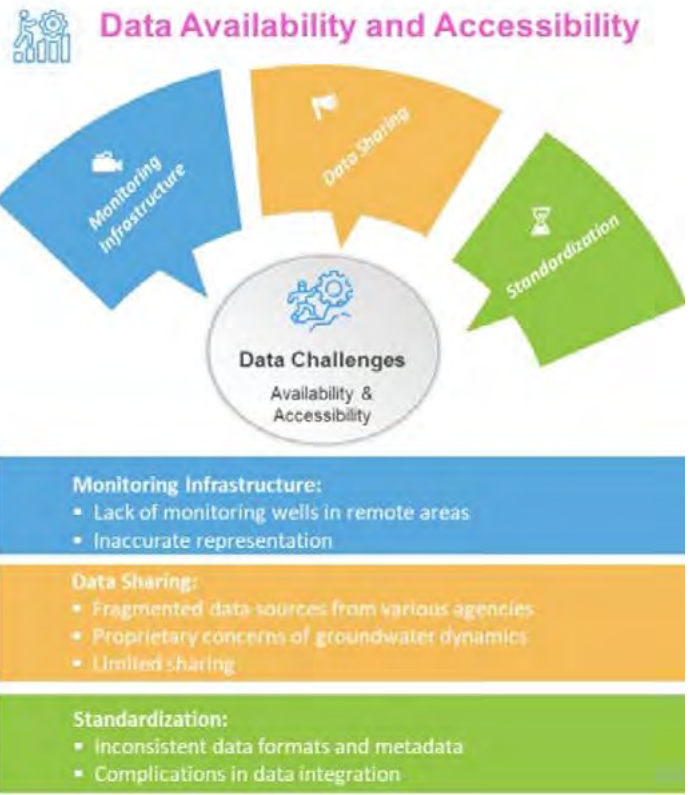 Data Availability and Accessibility
Monitoring
Infrastructure
Data Sharing
Standardization
Data Challenges
Availability &
Accessibility
Monitoring Infrastructure:
▪ Lack of monitoring wells in remote areas
▪ Inaccurate representation
Data Sharing:
▪ Fragmented data sources from various agencies
▪ Proprietary concerns of groundwater dynamics
▪ Limited sharing
Standardization:
▪ Inconsistent data formats and metadata
▪ Complications in data integration